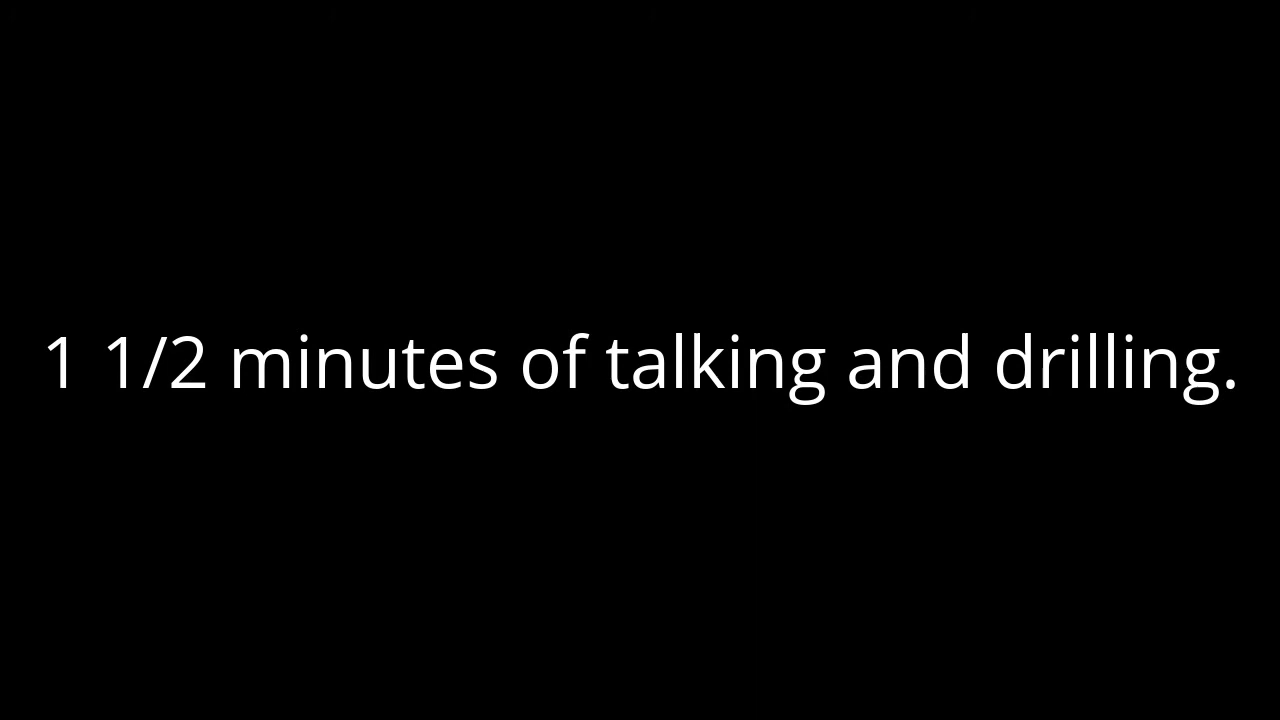 1 1/2 minutes of talking and drilling.